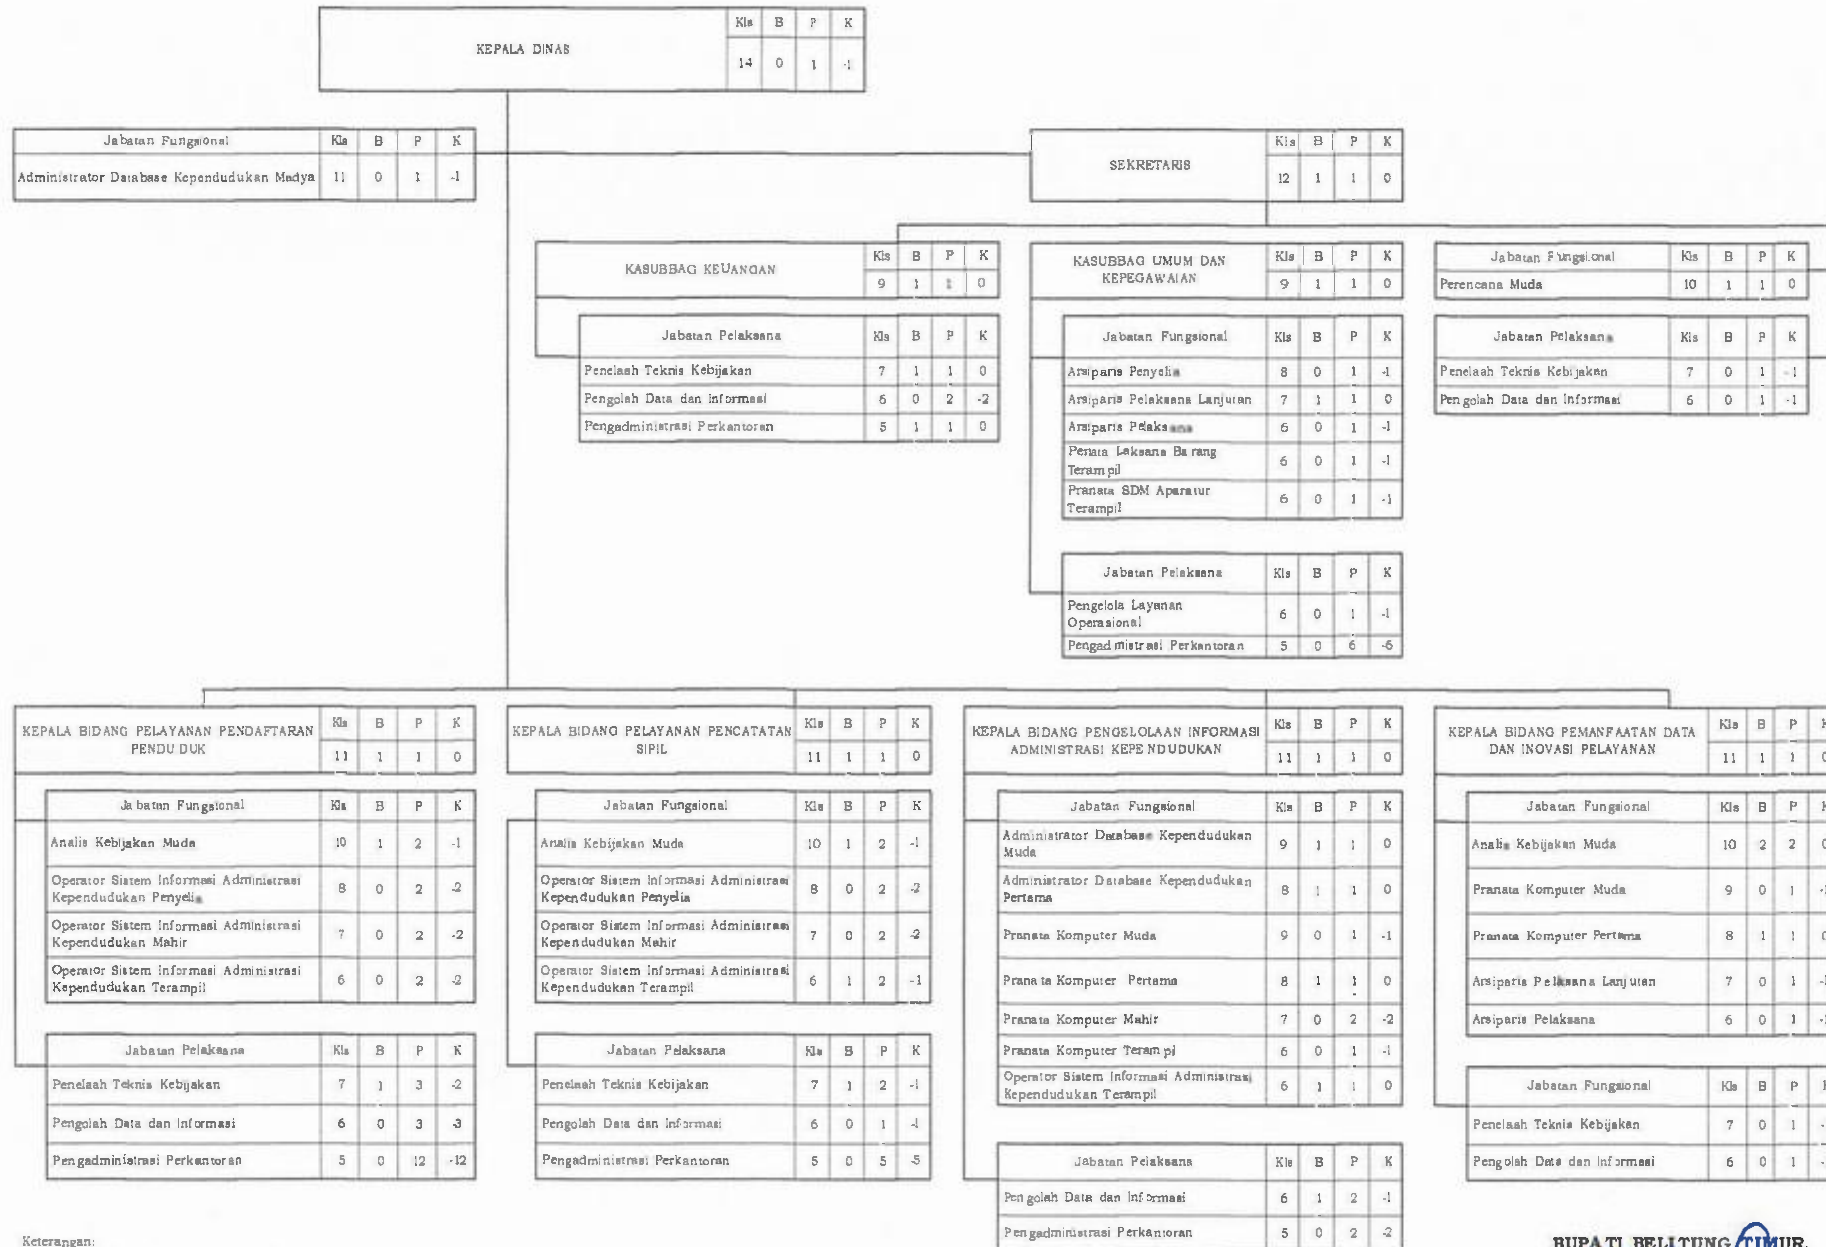 KEPALA DINAS Kls B P K
14 0 1 -1
Jabatan Fungsional Kls B P K
Administrator Database Kependudukan Madya 11 0 1 -1
SEKRETARIS Kls B P K
12 1 1 0
KASUBBAG KEUANGAN Kls B P K
9 1 1 0
Jabatan Pelaksana Kls B P K
Penelaah Teknis Kebijakan 7 1 1 0
Pengolah Data dan Informasi 6 0 2 -2
Pengadministrasi Perkantoran 5 1 1 0
KASUBBAG UMUM DAN Kls B P K
KEPEGAWAIAN 9 1 1 0
Jabatan Fungsional Kls B P K
Arsiparis Penyelia 8 0 1 -1
Arsiparis Pelaksana Lanjutan 7 1 1 0
Arsiparis Pelaksana 6 0 1 -1
Penata Laksana Barang
Terampil 6 0 1 -1
Pranata SDM Aparatur
Terampil 6 0 1 -1
Jabatan Pelaksana Kls B P K
Pengelola Layanan
Operasional 6 0 1 -1
Pengadmistrasi Perkantoran 5 0 6 -6
Jabatan Fungsional Kls B P K
Perencana Muda 10 1 1 0
Jabatan Pelaksana Kls B P K
Penelaah Teknis Kebijakan 7 0 1 -1
Pengolah Data dan Informasi 6 0 1 -1
KEPALA BIDANG PELAYANAN PENDAFTARAN Kls B P K
PENDUDUK 11 1 1 0
Jabatan Fungsional Kls B P K
Analis Kebijakan Muda 10 1 2 -1
Operator Sistem Informasi Administrasi
Kependudukan Penyelia 8 0 2 -2
Operator Sistem Informasi Administrasi
Kependudukan Mahir 7 0 2 -2
Operator Sistem Informasi Administrasi
Kependudukan Terampil 6 0 2 -2
Jabatan Pelaksana Kls B P K
Penelaah Teknis Kebijakan 7 1 3 -2
Pengolah Data dan Informasi 6 0 3 -3
Pengadministrasi Perkantoran 5 0 12 -12
KEPALA BIDANG PELAYANAN PENCATATAN Kls B P K
SIPIL 11 1 1 0
Jabatan Fungsional Kls B P K
Analis Kebijakan Muda 10 1 2 -1
Operator Sistem Informasi Administrasi
Kependudukan Penyelia 8 0 2 -2
Operator Sistem Informasi Administrasi
Kependudukan Mahir 7 0 2 -2
Operator Sistem Informasi Administrasi
Kependudukan Terampil 6 1 2 -1
Jabatan Pelaksana Kls B P K
Penelaah Teknis Kebijakan 7 1 2 -1
Pengolah Data dan Informasi 6 0 1 -1
Pengadministrasi Perkantoran 5 0 5 -5
KEPALA BIDANG PENGELOLAAN INFORMASI Kls B P K
ADMINISTRASI KEPENDUDUKAN 11 1 1 0
Jabatan Fungsional Kls B P K
Administrator Database Kependudukan
Muda 9 1 1 0
Administrator Database Kependudukan
Pertama 8 1 1 0
Pranata Komputer Muda 9 0 1 -1
Pranata Komputer Pertama 8 1 1 0
Pranata Komputer Mahir 7 0 2 -2
Pranata Komputer Terampi 6 0 1 -1
Operator Sistem Informasi Administrasi
Kependudukan Terampil 6 1 1 0
Jabatan Pelaksana Kls B P K
Pengolah Data dan Informasi 6 1 2 -1
Pengadministrasi Perkantoran 5 0 2 -2
KEPALA BIDANG PEMANFAATAN DATA Kls B P K
DAN INOVASI PELAYANAN 11 1 1 0
Jabatan Fungsional Kls B P K
Analis Kebijakan Muda 10 2 2 0
Pranata Komputer Muda 9 0 1
Pranata Komputer Pertama 8 1 1 0
Arsiparis Pelaksana Lanjutan 7 0 1
Arsiparis Pelaksana 6 0 1
Jabatan Fungsional Kls B P
Penelaah Teknis Kebijakan 7 0 1
Pengolah Data dan Informasi 6 0 1
Keterangan:
BUPATI BELITUNG TIMUR,